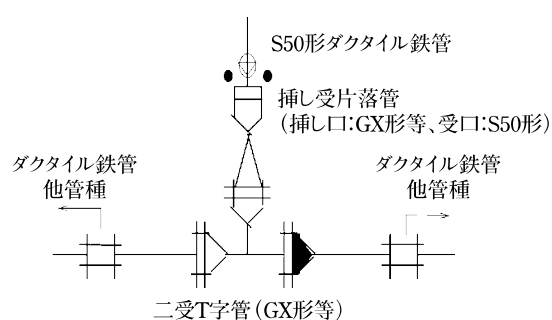 S50形ダクタイル鉄管
挿し受片落管
（挿し口：GX形等、受口：S50形）
ダクタイル鉄管
他管種
ダクタイル鉄管
他管種
二受T字管（GX形等）